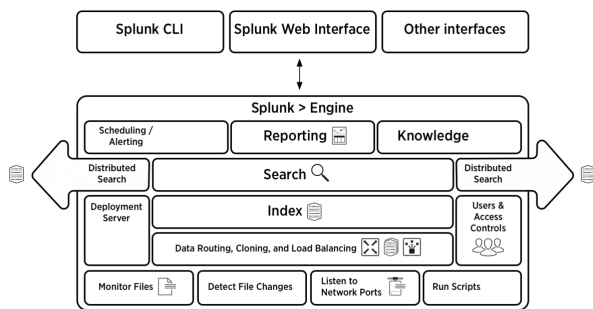 Splunk CLI
Splunk Web Interface
Other interfaces
Splunk > Engine
Scheduling /
Alerting
Reporting
Knowledge
Distributed
Search
Search
Distributed
Search
Deployment
Server
Index
Users &
Access
Controls
Data Routing, Cloning, and Load Balancing
Monitor Files
Detect File Changes
Listen to
Network Ports
Run Scripts